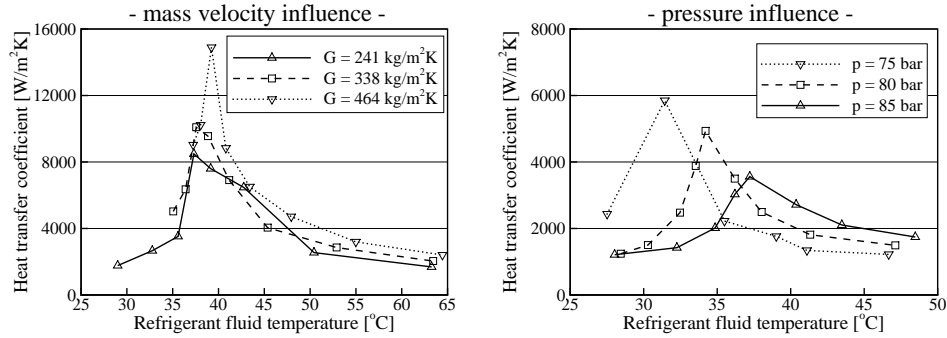 - mass velocity influence -
16000
12000
8000
4000
0
Heat transfer coefficient [W/m²K]
G = 241 kg/m²K
G = 338 kg/m²K
G = 464 kg/m²K
25 30 35 40 45 50 55 60 65
Refrigerant fluid temperature [°C]
- pressure influence -
8000
6000
4000
2000
0
Heat transfer coefficient [W/m²K]
p = 75 bar
p = 80 bar
p = 85 bar
25 30 35 40 45 50
Refrigerant fluid temperature [°C]